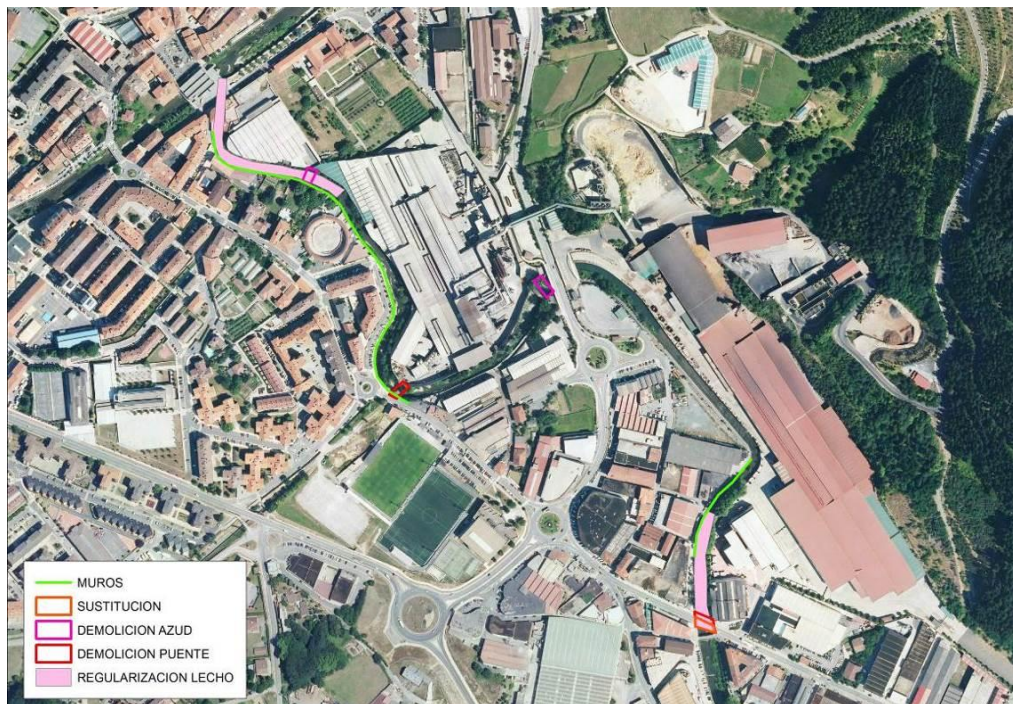 MUROS
SUSTITUCION
DEMOLICION AZUD
DEMOLICION PUENTE
REGULARIZACION LECHO